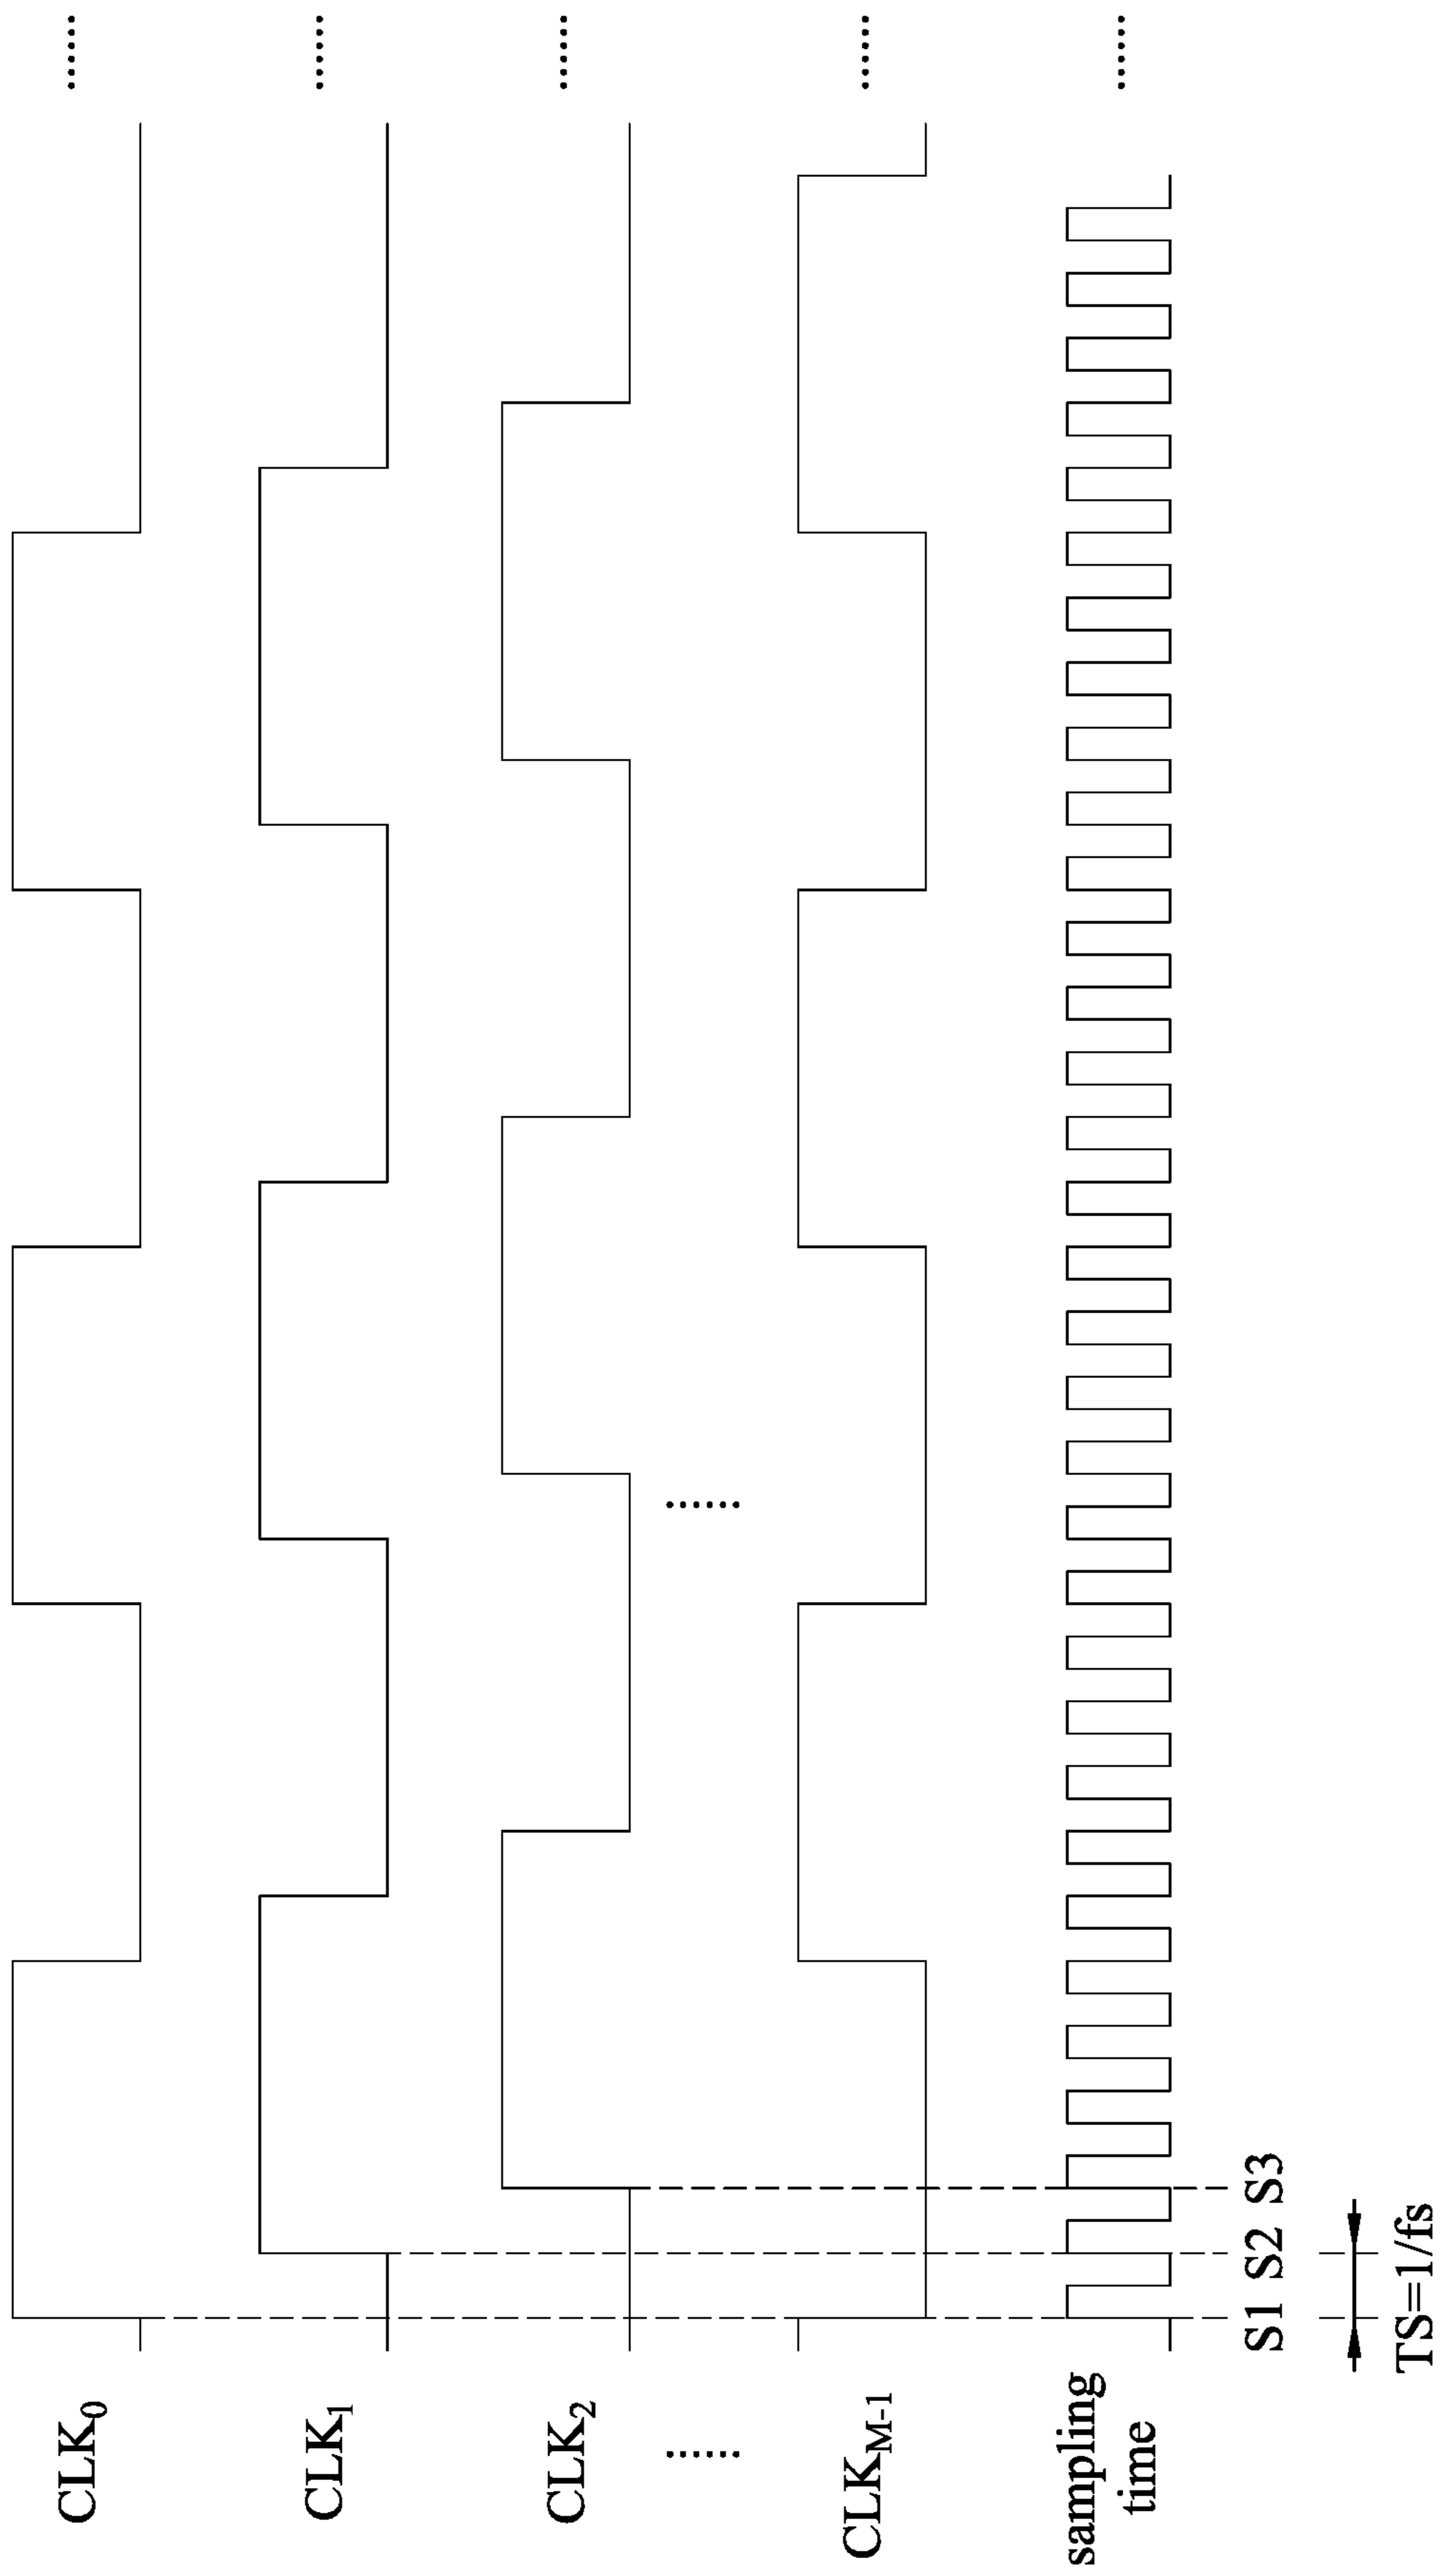 CLK0 ......
CLK1 ......
CLK2 ......
...... ......
CLKM-1 ......
sampling
time ......
S1 S2 S3
TS=1/fs